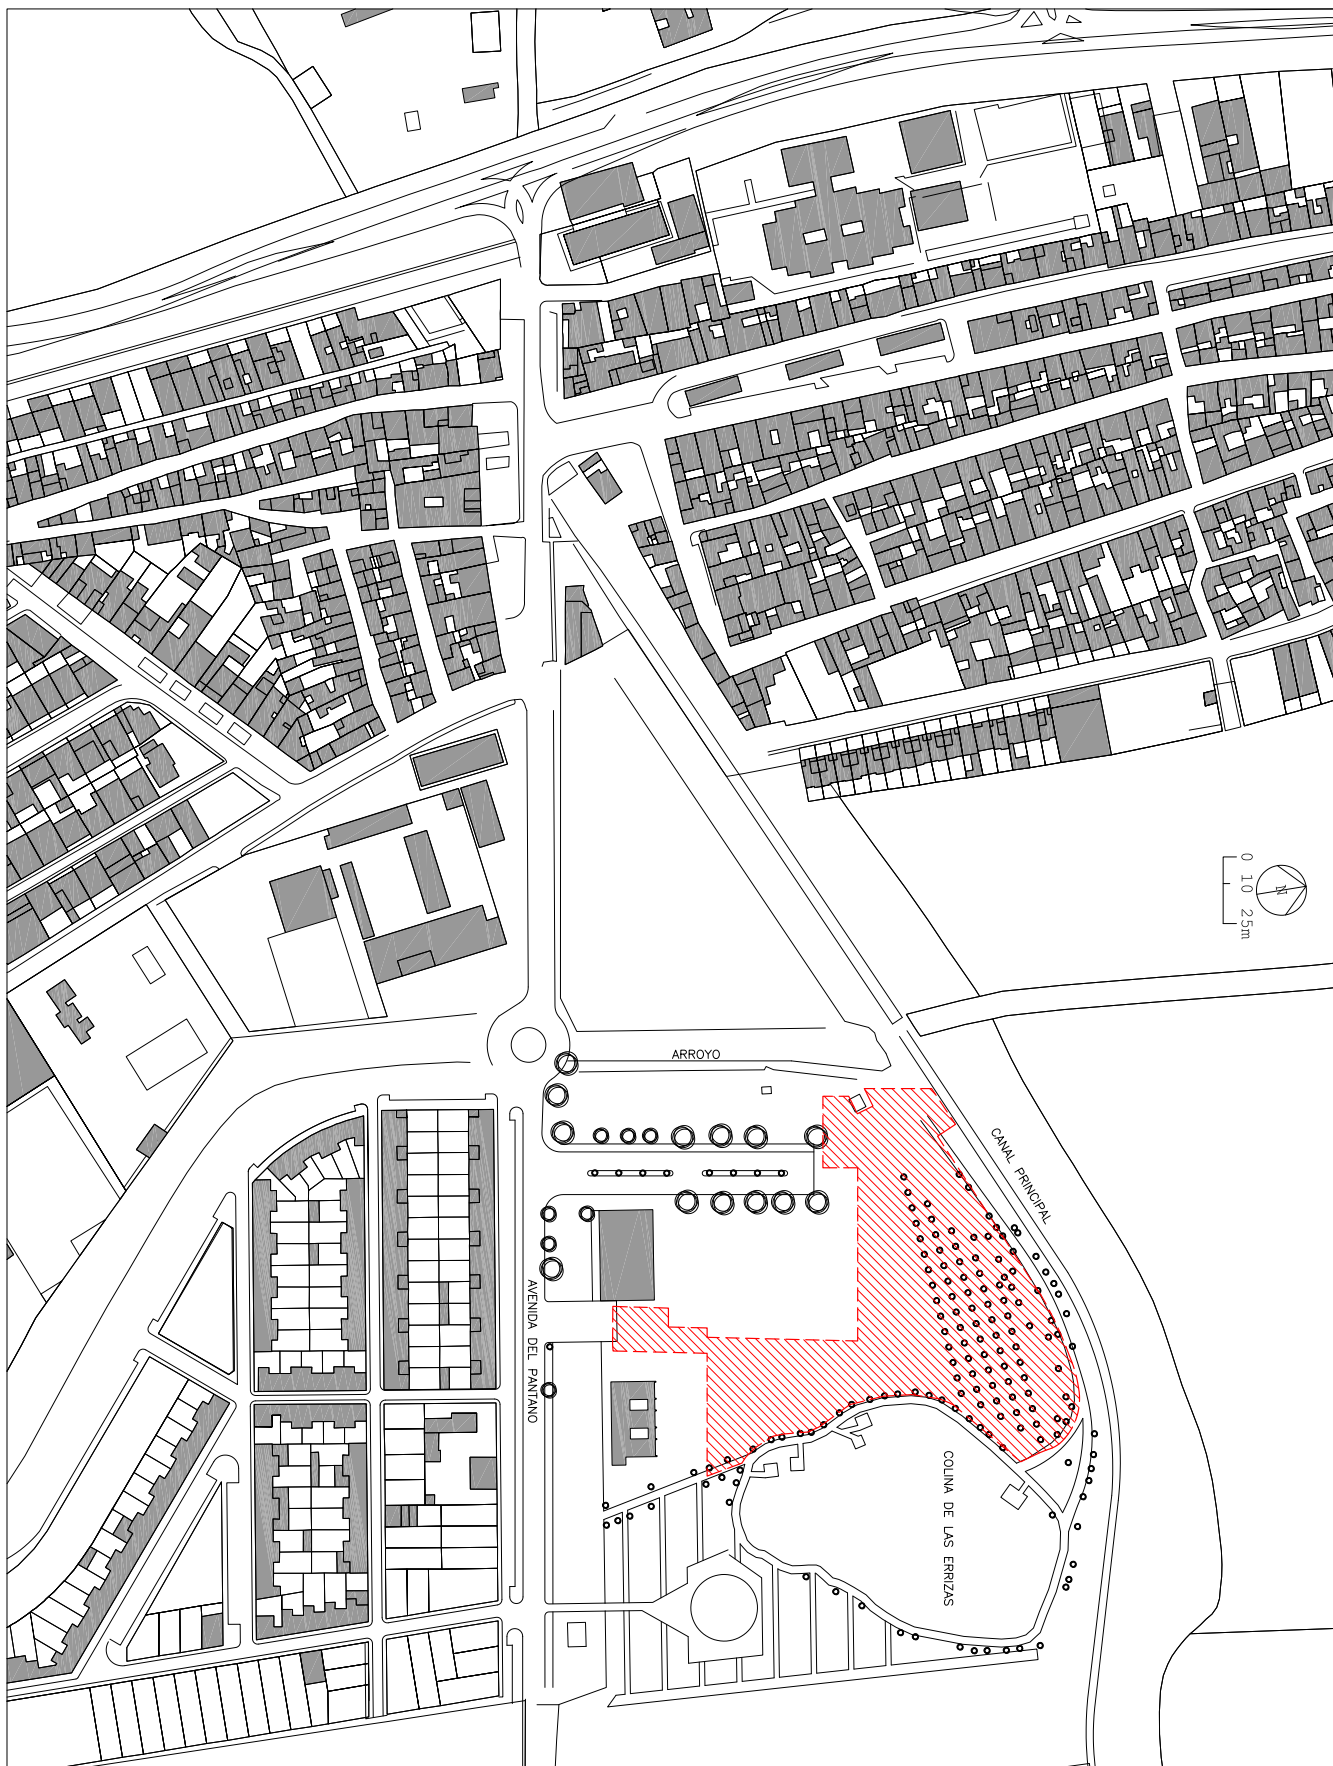 N
0 10 25m
ARROYO
CANAL PRINCIPAL
AVENIDA DEL PANTANO
COLINA DE LAS ERRIZAS